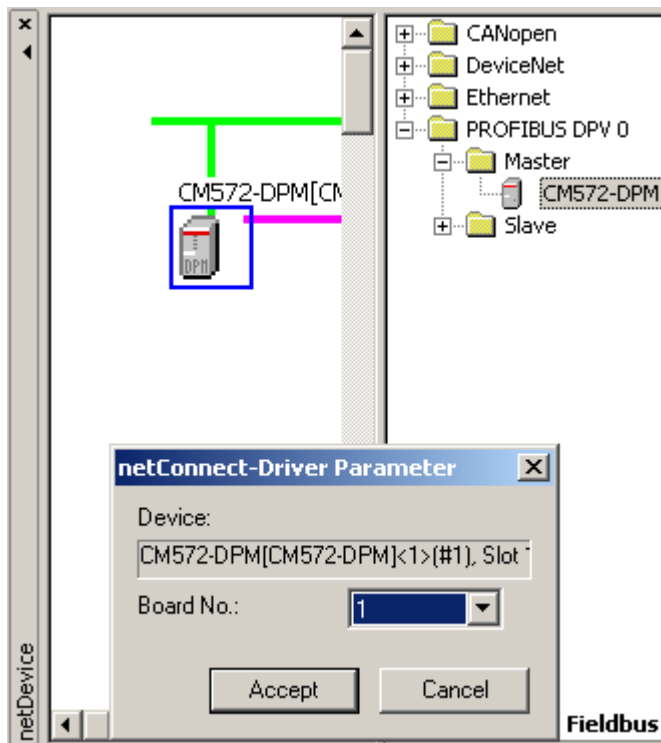 CANopen
DeviceNet
Ethernet
PROFIBUS DPV 0
Master
CM572-DPM
Slave
CM572-DPM[CM
DPM
netConnect-Driver Parameter
Device:
CM572-DPM[CM572-DPM]<1>(#1), Slot
Board No.:
1
Accept
Cancel
netDevice
Fieldbus